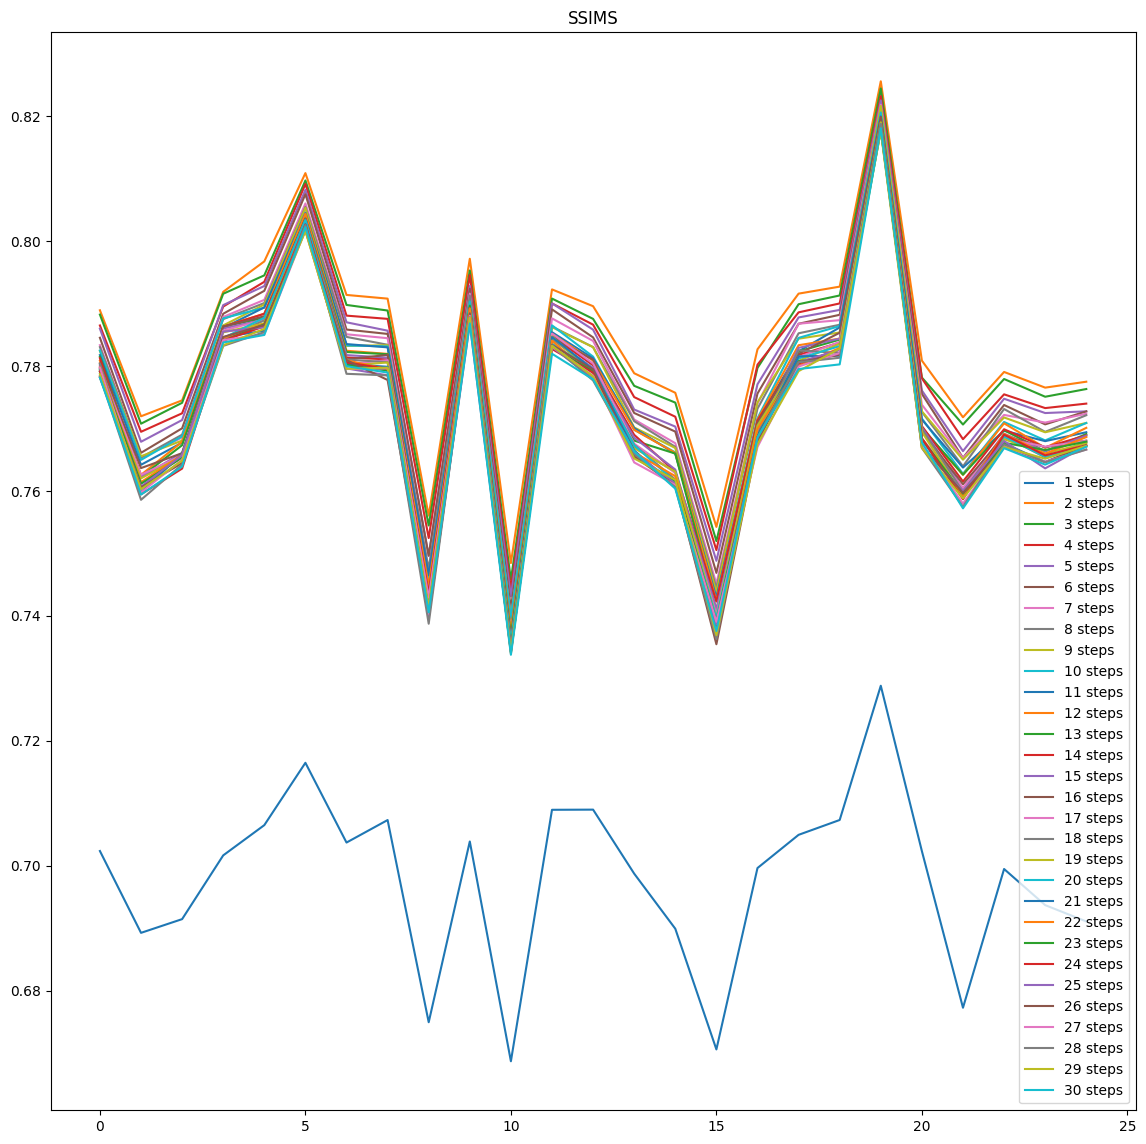 SSIMS
0.82
0.80
0.78
0.76
0.74
0.72
0.70
0.68
0
5
10
15
20
25
1 steps
2 steps
3 steps
4 steps
5 steps
6 steps
7 steps
8 steps
9 steps
10 steps
11 steps
12 steps
13 steps
14 steps
15 steps
16 steps
17 steps
18 steps
19 steps
20 steps
21 steps
22 steps
23 steps
24 steps
25 steps
26 steps
27 steps
28 steps
29 steps
30 steps